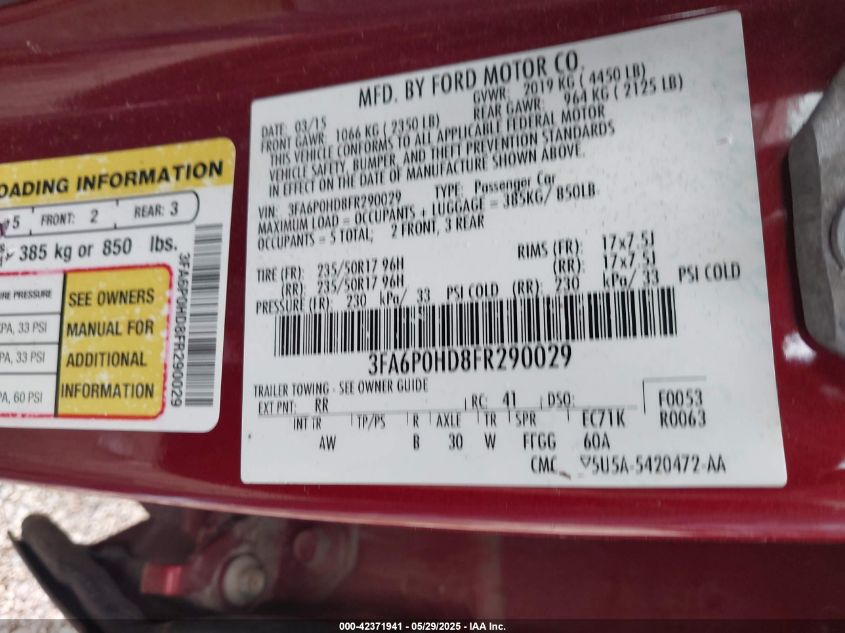 MFD. BY FORD MOTOR CO.
DATE: 03/15 GVWR: 2019 KG ( 4450 LB)
FRONT GAWR: 1066 KG ( 2350 LB) REAR GAWR: 964 KG ( 2125 LB)
THIS VEHICLE CONFORMS TO ALL APPLICABLE FEDERAL MOTOR
VEHICLE SAFETY, BUMPER, AND THEFT PREVENTION STANDARDS
IN EFFECT ON THE DATE OF MANUFACTURE SHOWN ABOVE.
VIN: 3FA6P0HD8FR290029 TYPE: Passenger Car
MAXIMUM LOAD = OCCUPANTS + LUGGAGE = 385KG/ 850LB
OCCUPANTS = 5 TOTAL; 2 FRONT, 3 REAR
TIRE (FR): 235/50R17 96H RIMS (FR): 17x7.5J
(RR): 235/50R17 96H (RR): 17x7.5J
PRESSURE (FR): 230 kPa/ 33 PSI COLD (RR): 230 kPa/ 33 PSI COLD
3FA6P0HD8FR290029
TRAILER TOWING - SEE OWNER GUIDE
EXT PNT: RR RC: 41 DSO: F0053
INT TR TP/PS R AXLE TR SPR EC71K R0063
AW B 30 W FFGG 60A
CMC 5U5A-5420472-AA
OADING INFORMATION
5 FRONT: 2 REAR: 3
385 kg or 850 lbs.
PRESSURE
PA, 33 PSI
PA, 33 PSI
PA, 60 PSI
SEE OWNERS
MANUAL FOR
ADDITIONAL
INFORMATION
3FA6P0HD8FR290029
000-42371941 - 05/29/2025 - IAA Inc.